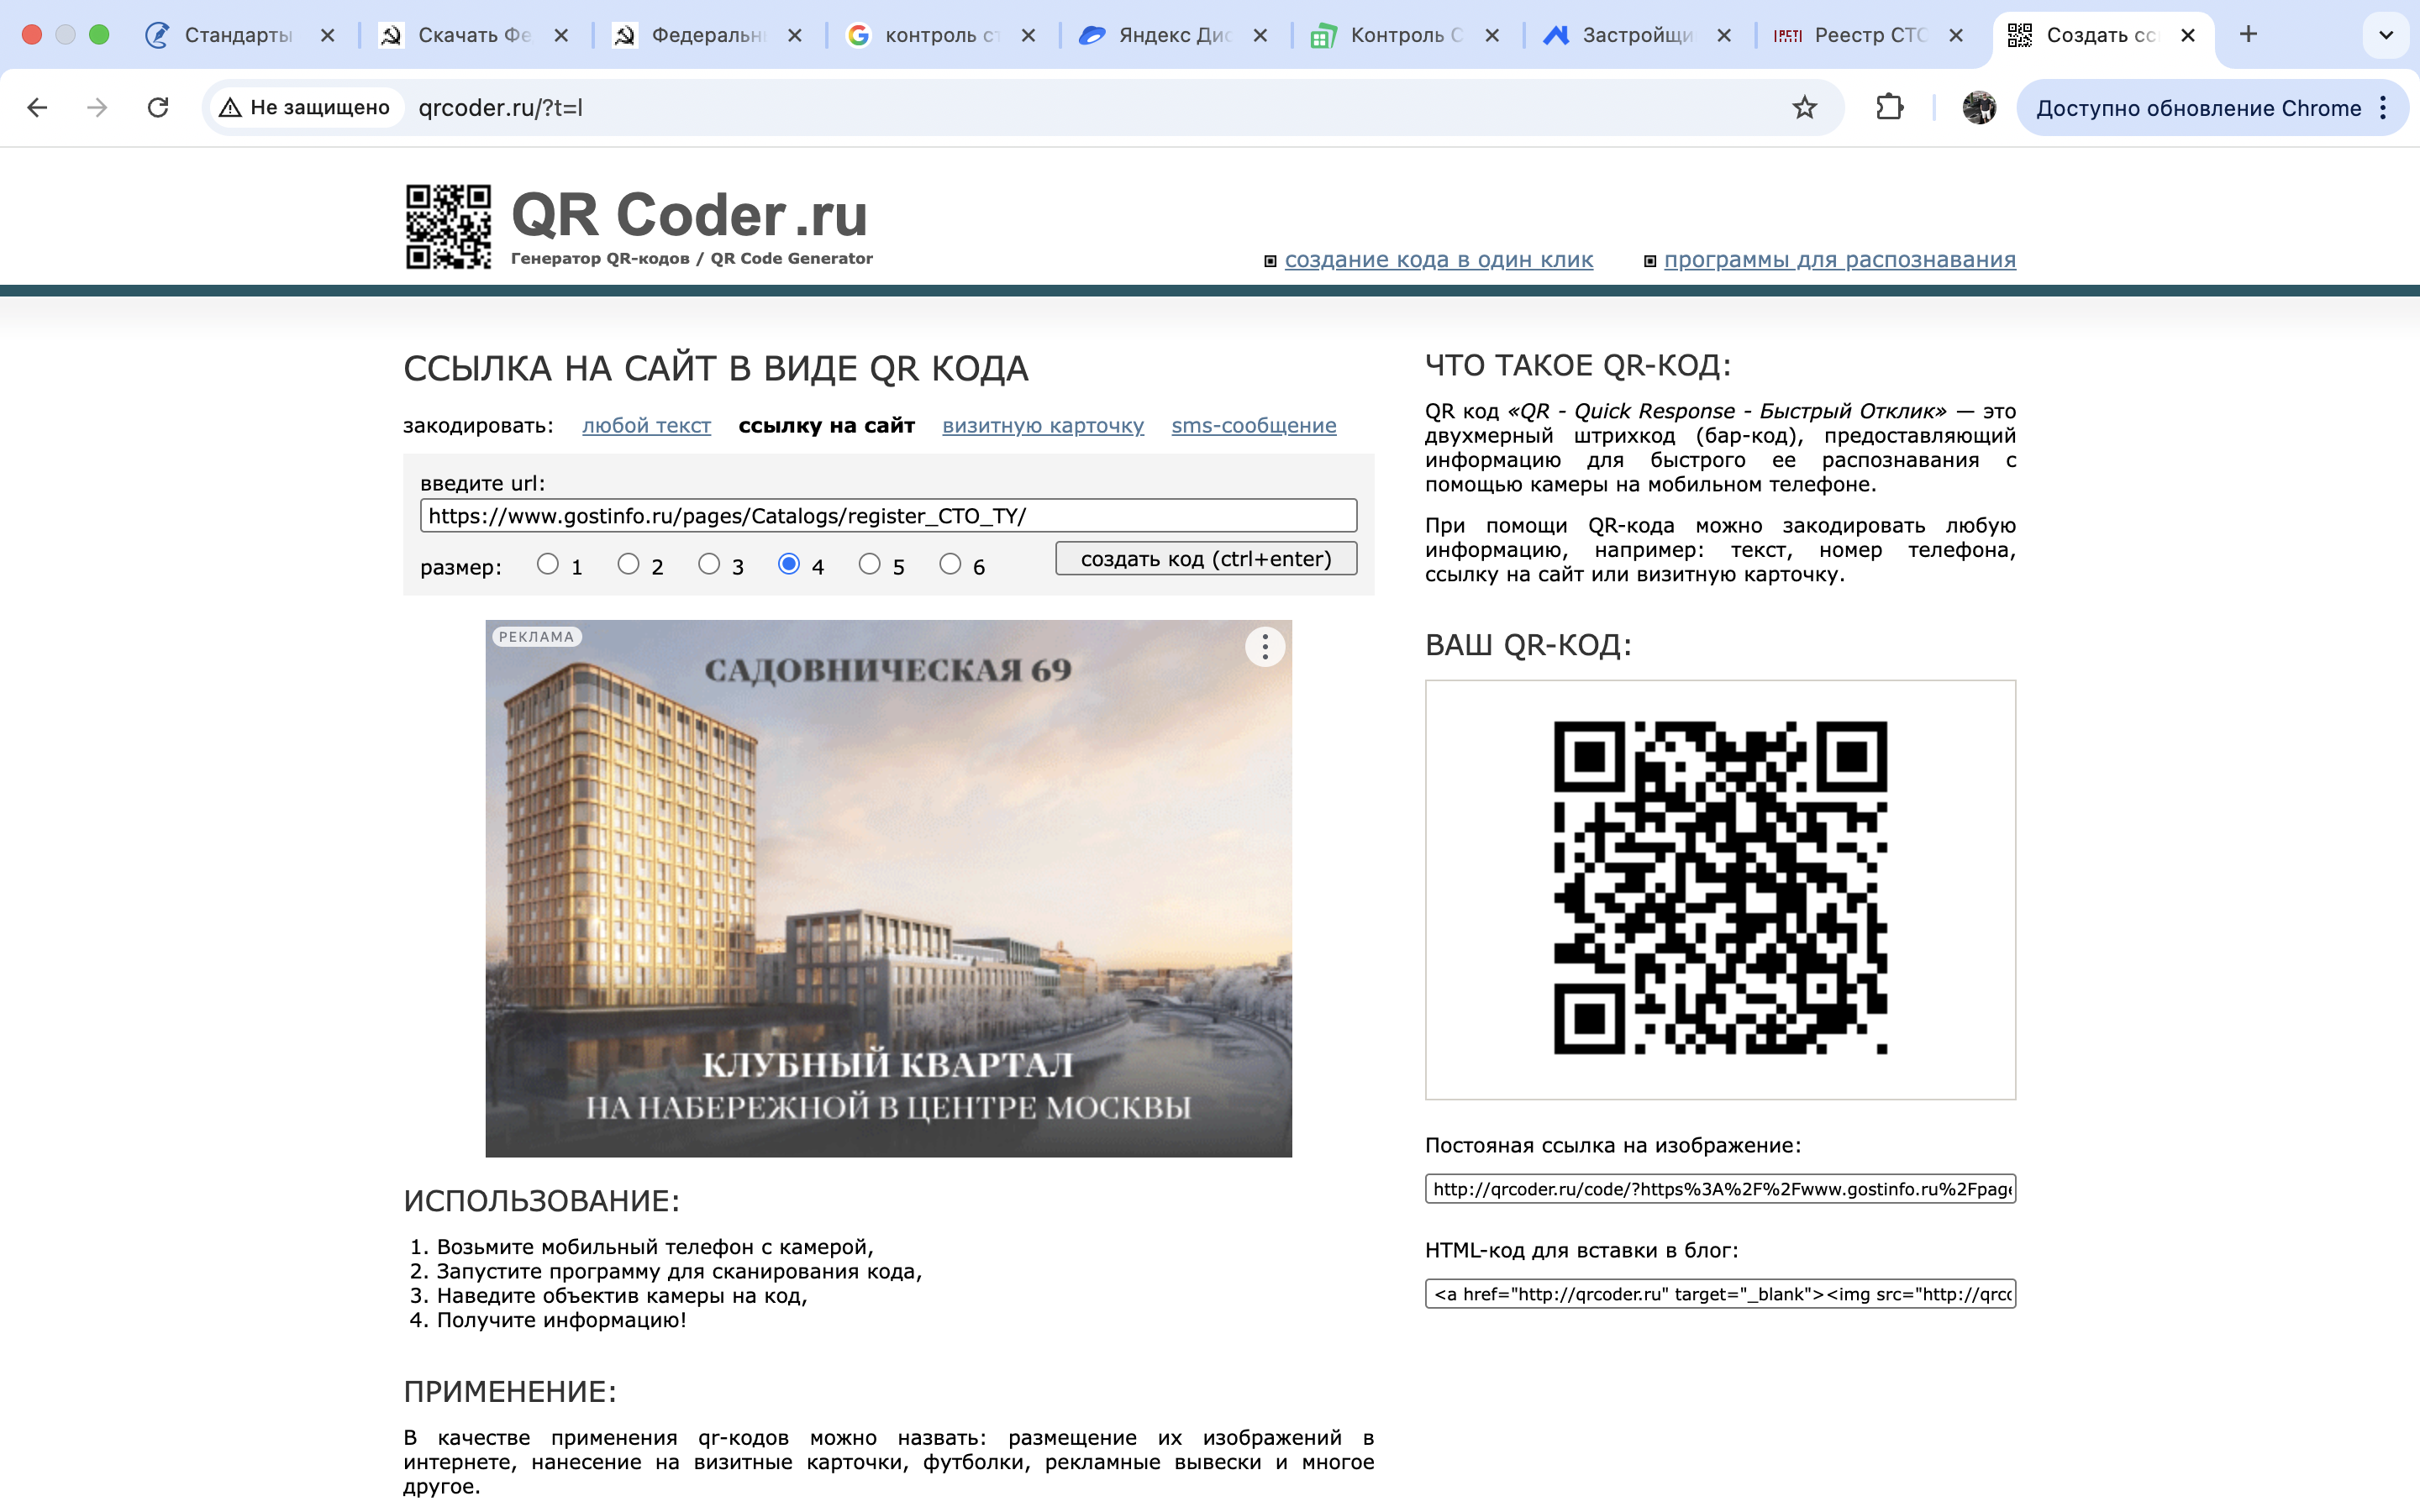 Стандарты
Скачать Фе
Федеральн
контроль ст
Яндекс Дис
Контроль С
Застройщи
Реестр СТО
Создать сс
Не защищено
qrcoder.ru/?t=l
Доступно обновление Chrome
QR Coder.ru
Генератор QR-кодов / QR Code Generator
создание кода в один клик
программы для распознавания
ССЫЛКА НА САЙТ В ВИДЕ QR КОДА
закодировать: любой текст ссылку на сайт визитную карточку sms-сообщение
введите url:
https://www.gostinfo.ru/pages/Catalogs/register_CTO_TY/
размер: 1 2 3 4 5 6
создать код (ctrl+enter)
РЕКЛАМА
САДОВНИЧЕСКАЯ 69
КЛУБНЫЙ КВАРТАЛ
НА НАБЕРЕЖНОЙ В ЦЕНТРЕ МОСКВЫ
ИСПОЛЬЗОВАНИЕ:
1. Возьмите мобильный телефон с камерой,
2. Запустите программу для сканирования кода,
3. Наведите объектив камеры на код,
4. Получите информацию!
ПРИМЕНЕНИЕ:
В качестве применения qr-кодов можно назвать: размещение их изображений в
интернете, нанесение на визитные карточки, футболки, рекламные вывески и многое
другое.
ЧТО ТАКОЕ QR-КОД:
QR код «QR - Quick Response - Быстрый Отклик» — это
двухмерный штрихкод (бар-код), предоставляющий
информацию для быстрого ее распознавания с
помощью камеры на мобильном телефоне.
При помощи QR-кода можно закодировать любую
информацию, например: текст, номер телефона,
ссылку на сайт или визитную карточку.
ВАШ QR-КОД:
Постояная ссылка на изображение:
http://qrcoder.ru/code/?https%3A%2F%2Fwww.gostinfo.ru%2Fpage
HTML-код для вставки в блог:
<a href="http://qrcoder.ru" target="_blank"><img src="http://qrco